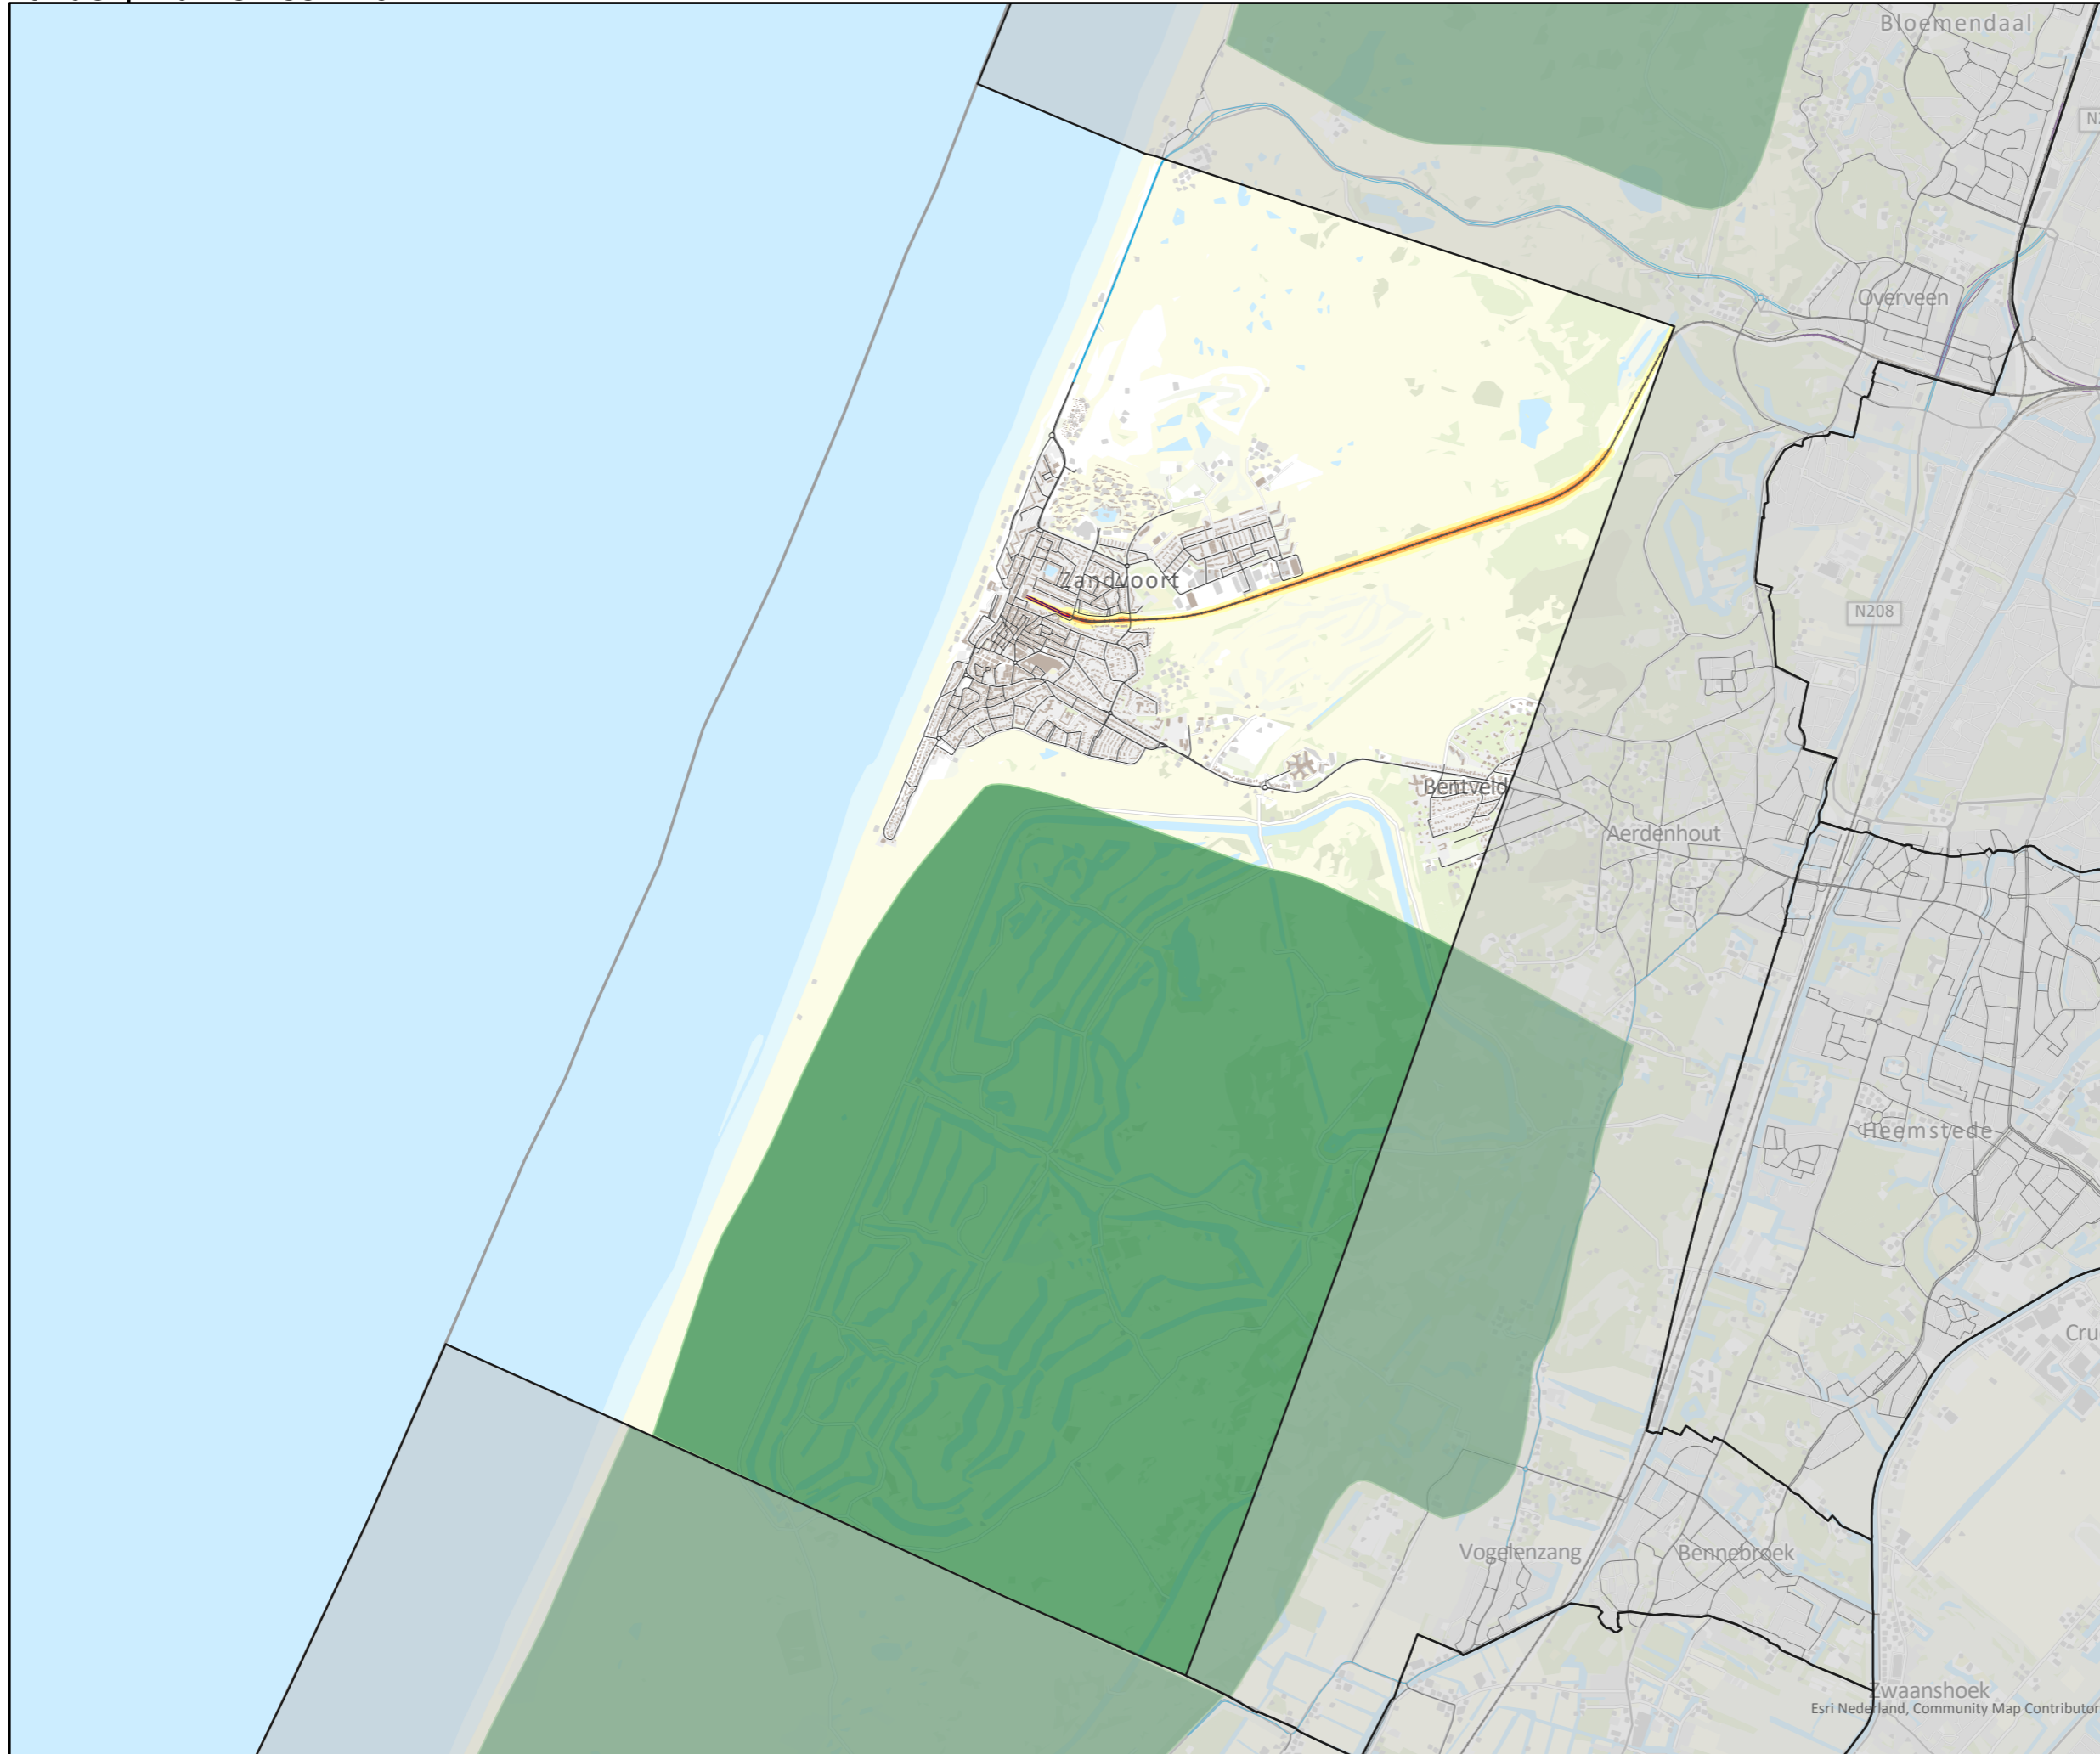 Bloemendaal
Overveen
Zandvoort
N208
Bentveld
Aerdenhout
Heemstede
Vogelenzang
Bennebroek
Zwaanshoek
Esri Nederland, Community Map Contributor